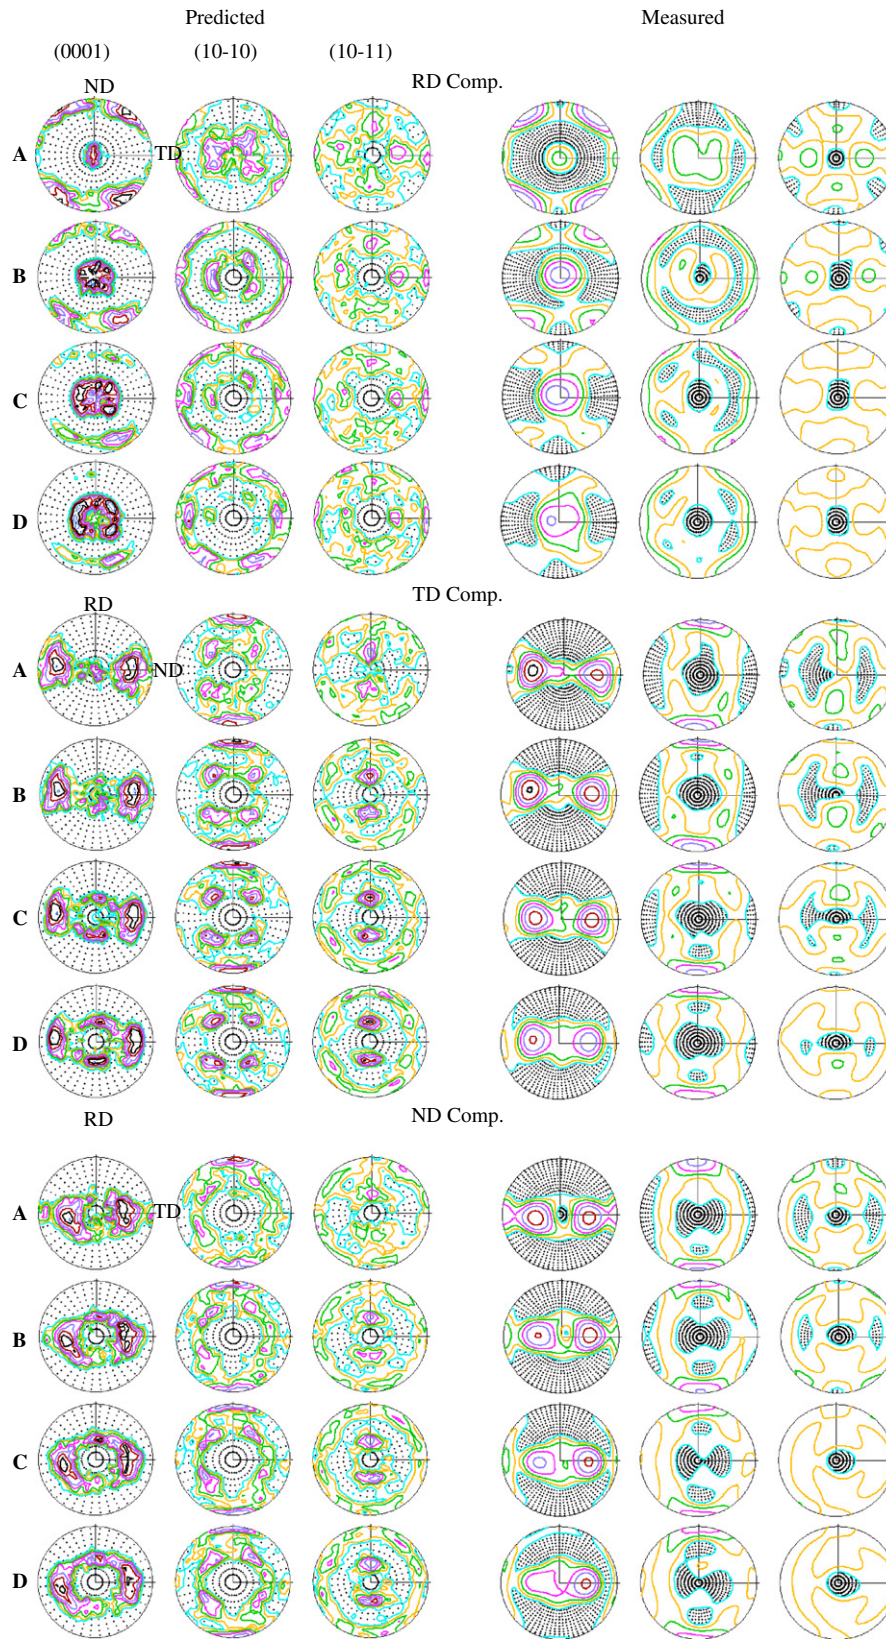 Predicted Measured
(0001) (10-10) (10-11)
RD Comp.
ND
A TD
B
C
D
TD Comp.
RD
A ND
B
C
D
ND Comp.
RD
A TD
B
C
D